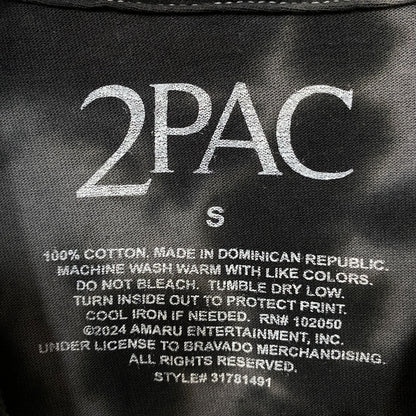 2PAC
S
100% COTTON. MADE IN DOMINICAN REPUBLIC.
MACHINE WASH WARM WITH LIKE COLORS.
DO NOT BLEACH. TUMBLE DRY LOW.
TURN INSIDE OUT TO PROTECT PRINT.
COOL IRON IF NEEDED. RN# 102050
©2024 AMARU ENTERTAINMENT, INC.
UNDER LICENSE TO BRAVADO MERCHANDISING.
ALL RIGHTS RESERVED.
STYLE# 31781491